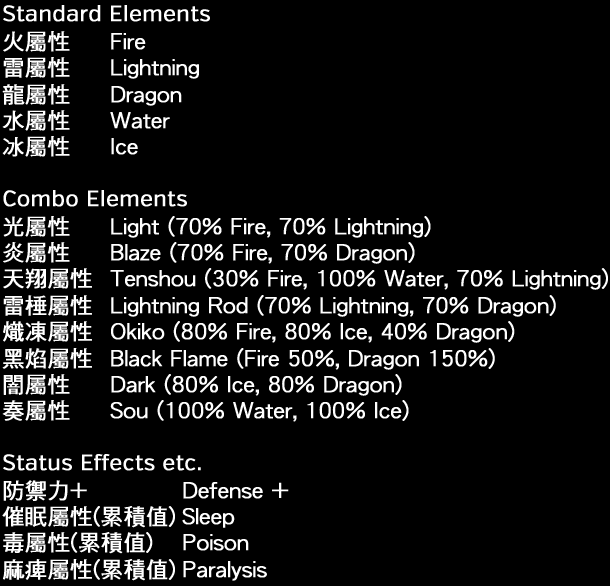 Standard Elements
火屬性 Fire
雷屬性 Lightning
龍屬性 Dragon
水屬性 Water
冰屬性 Ice
Combo Elements
光屬性 Light (70% Fire, 70% Lightning)
炎屬性 Blaze (70% Fire, 70% Dragon)
天翔屬性 Tenshou (30% Fire, 100% Water, 70% Lightning)
雷棰屬性 Lightning Rod (70% Lightning, 70% Dragon)
熾凍屬性 Okiko (80% Fire, 80% Ice, 40% Dragon)
黑焰屬性 Black Flame (Fire 50%, Dragon 150%)
闇屬性 Dark (80% Ice, 80% Dragon)
奏屬性 Sou (100% Water, 100% Ice)
Status Effects etc.
防禦力＋ Defense ＋
催眠屬性(累積值) Sleep
毒屬性(累積值) Poison
麻痺屬性(累積值) Paralysis